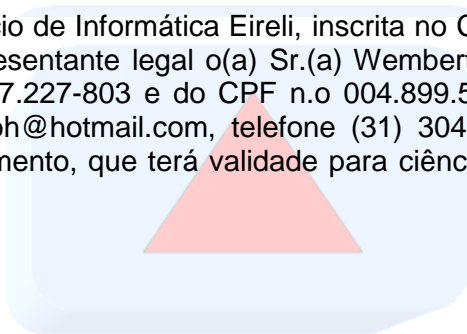 cio de Informática Eireli, inscrita no C
esentante legal o(a) Sr.(a) Wember
7.227-803 e do CPF n.o 004.899.5
oh@hotmail.com, telefone (31) 304
mento, que terá validade para ciênc